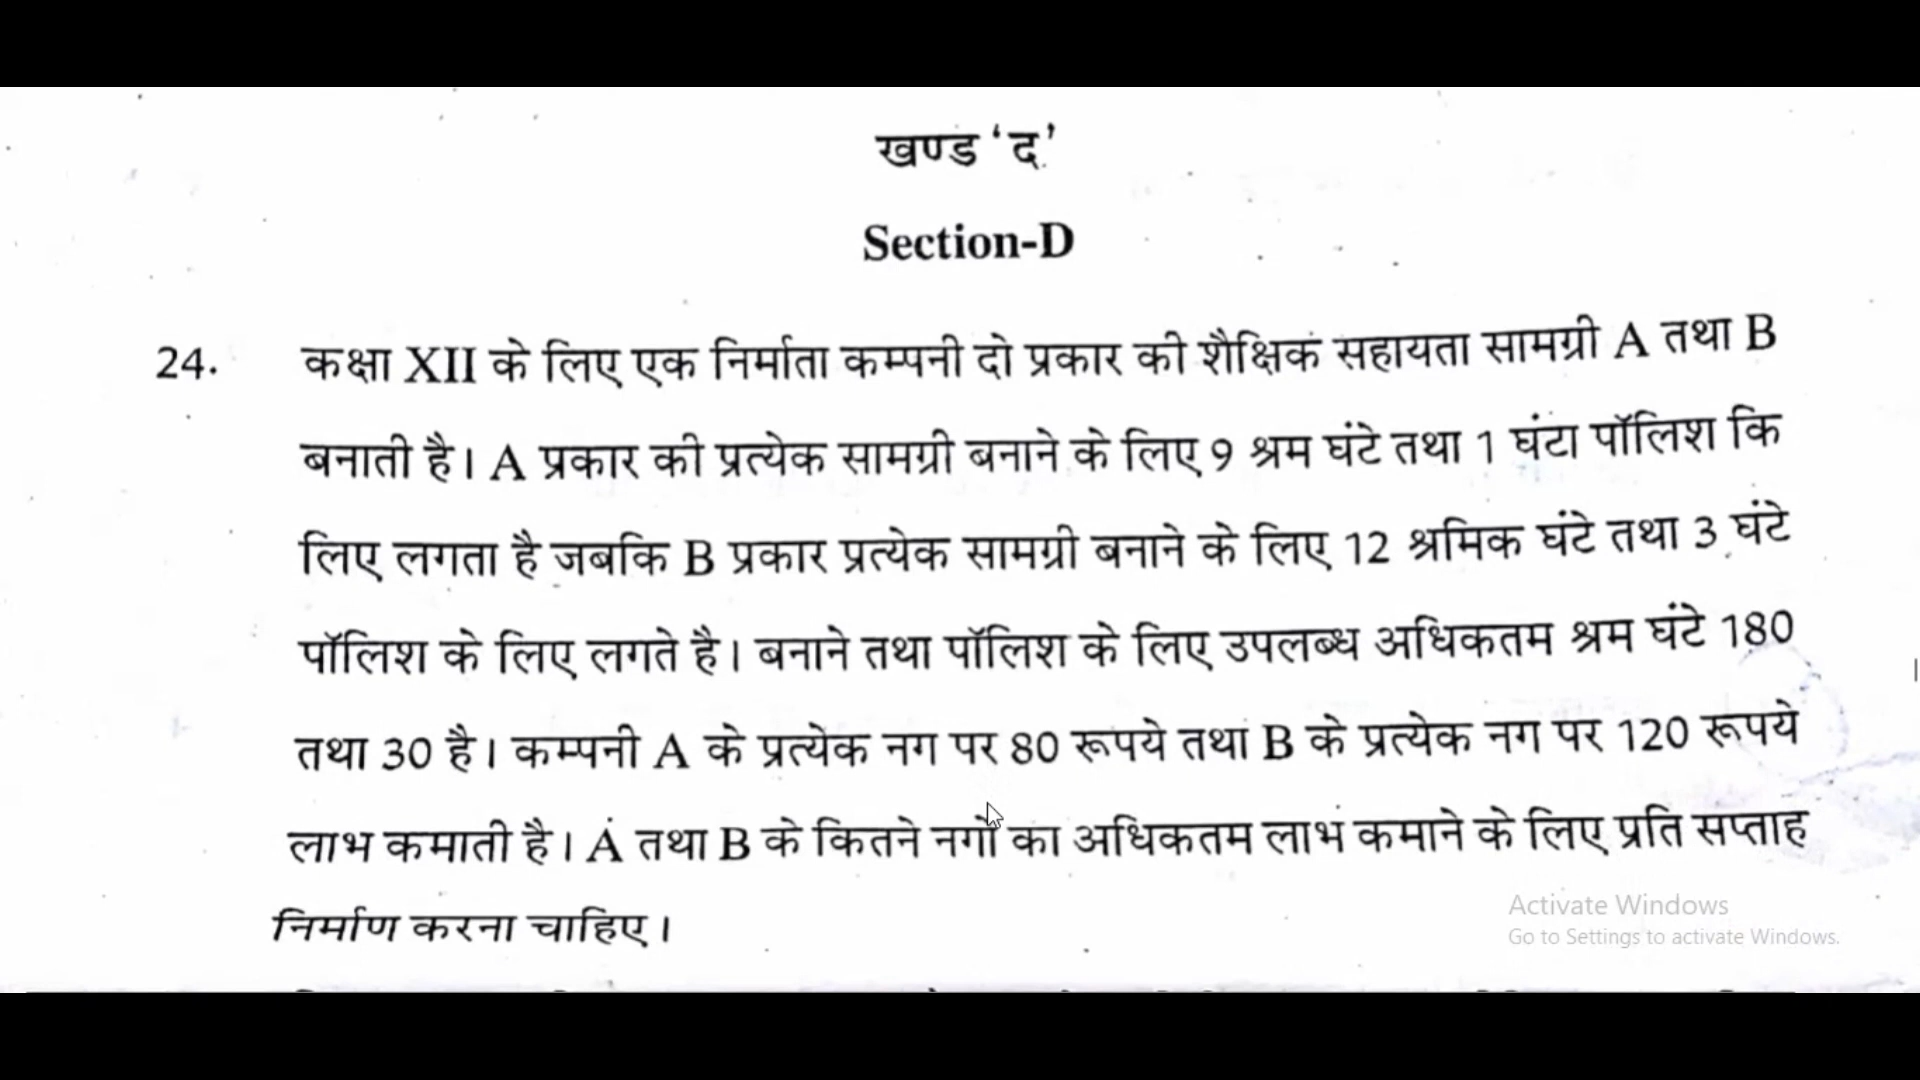 खण्ड ‘द’
Section-D
24. कक्षा XII के लिए एक निर्माता कम्पनी दो प्रकार की शैक्षिक सहायता सामग्री A तथा B
बनाती है। A प्रकार की प्रत्येक सामग्री बनाने के लिए 9 श्रम घंटे तथा 1 घंटा पॉलिश कि
लिए लगता है जबकि B प्रकार प्रत्येक सामग्री बनाने के लिए 12 श्रमिक घंटे तथा 3 घंटे
पॉलिश के लिए लगते है। बनाने तथा पॉलिश के लिए उपलब्ध अधिकतम श्रम घंटे 180
तथा 30 है। कम्पनी A के प्रत्येक नग पर 80 रूपये तथा B के प्रत्येक नग पर 120 रूपये
लाभ कमाती है। A तथा B के कितने नगों का अधिकतम लाभ कमाने के लिए प्रति सप्ताह
निर्माण करना चाहिए।
Activate Windows
Go to Settings to activate Windows.